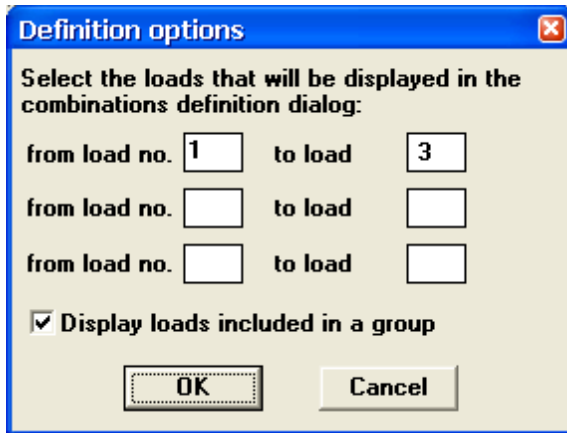 Definition options
Select the loads that will be displayed in the
combinations definition dialog:
from load no. 1 to load 3
from load no. to load
from load no. to load
Display loads included in a group
OK Cancel